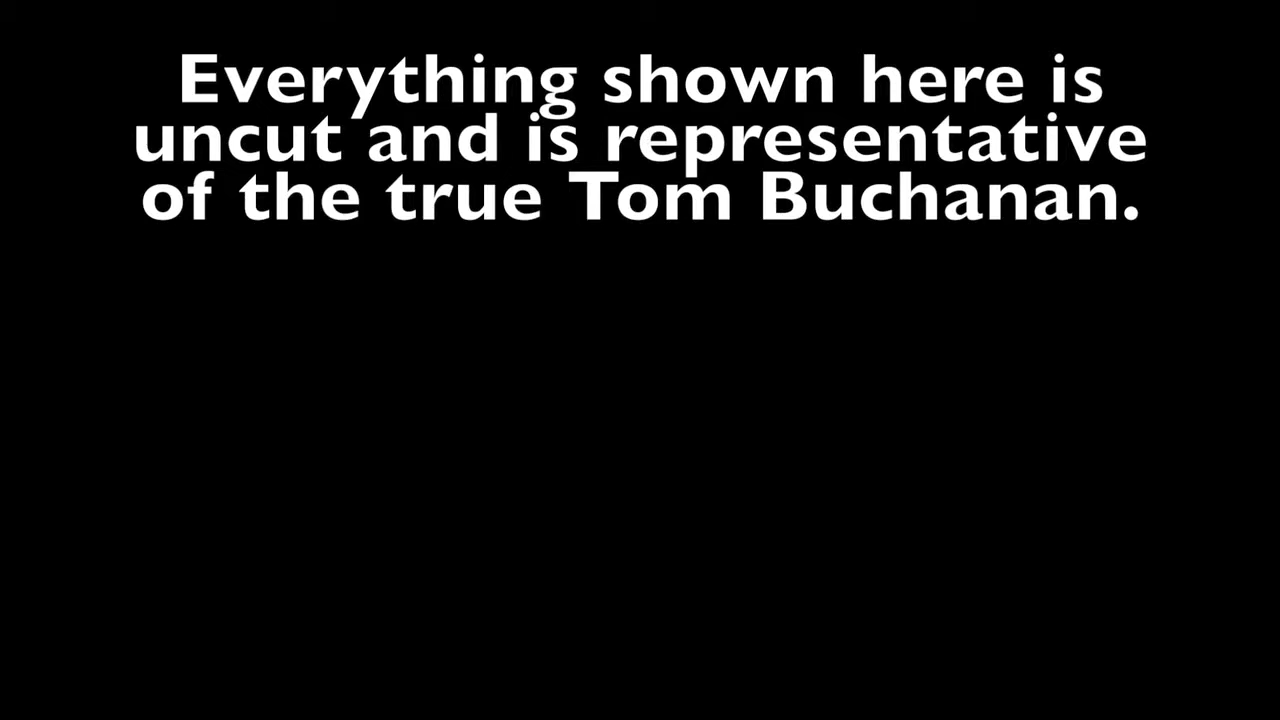 Everything shown here is
uncut and is representative
of the true Tom Buchanan.